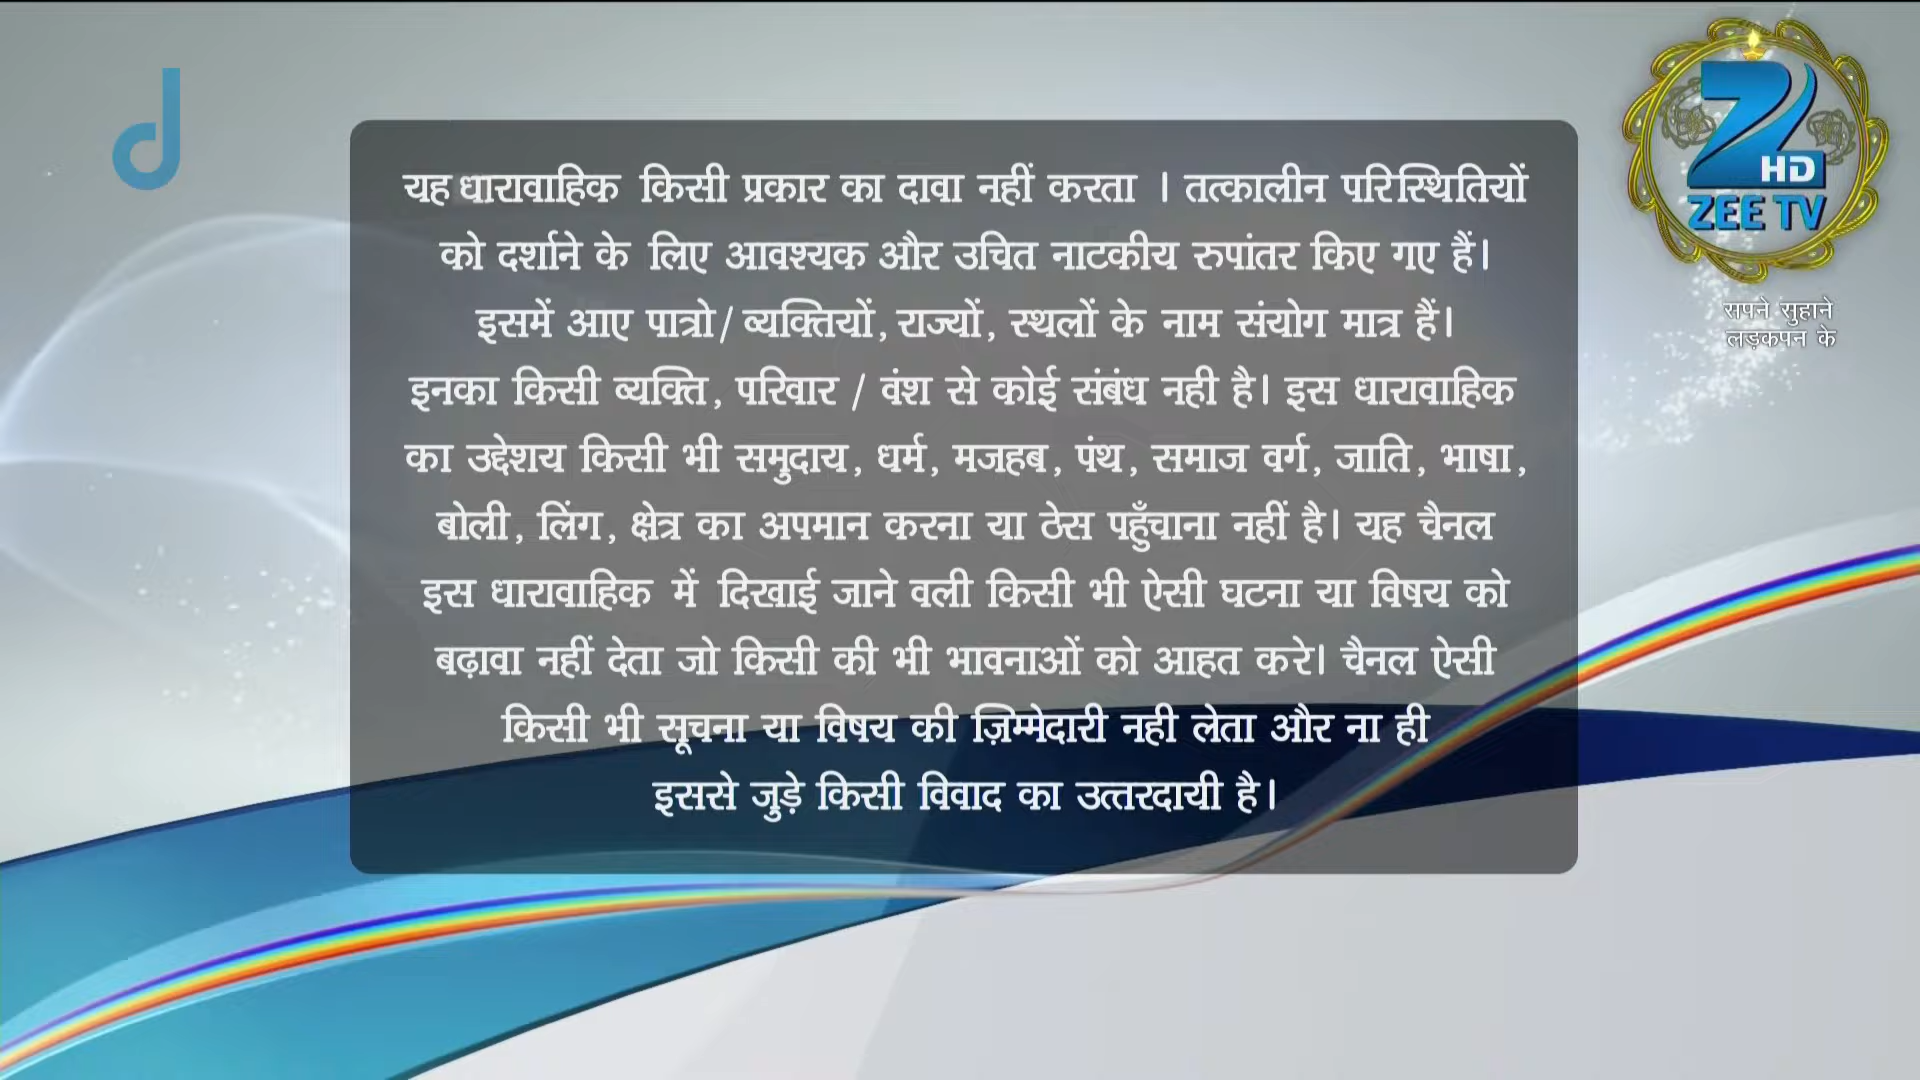 यह धारावाहिक किसी प्रकार का दावा नहीं करता । तत्कालीन परिस्थितियों
को दर्शाने के लिए आवश्यक और उचित नाटकीय रुपांतर किए गए हैं।
इसमें आए पात्रो/ व्यक्तियों, राज्यों, स्थलों के नाम संयोग मात्र हैं।
इनका किसी व्यक्ति, परिवार / वंश से कोई संबंध नही है। इस धारावाहिक
का उद्देशय किसी भी समुदाय, धर्म, मजहब, पंथ, समाज वर्ग, जाति, भाषा,
बोली, लिंग, क्षेत्र का अपमान करना या ठेस पहुँचाना नहीं है। यह चैनल
इस धारावाहिक में दिखाई जाने वली किसी भी ऐसी घटना या विषय को
बढ़ावा नहीं देता जो किसी की भी भावनाओं को आहत करे। चैनल ऐसी
किसी भी सूचना या विषय की ज़िम्मेदारी नही लेता और ना ही
इससे जुड़े किसी विवाद का उत्तरदायी है।
d
Z
HD
ZEE TV
सपने सुहाने
लड़कपन के